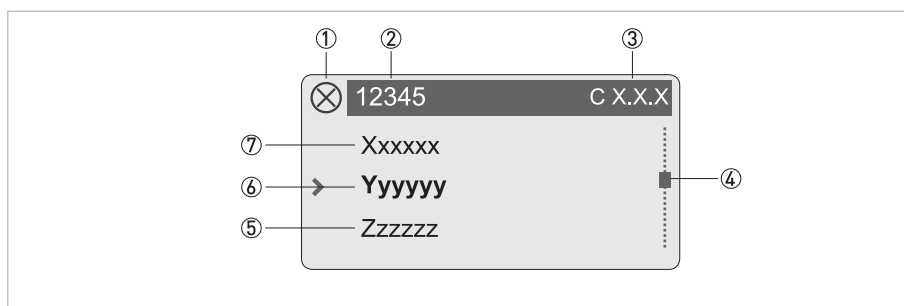 ① ② ③
12345 C X.X.X
⑦ Xxxxxx
⑥ Yyyyyy ④
⑤ Zzzzzz